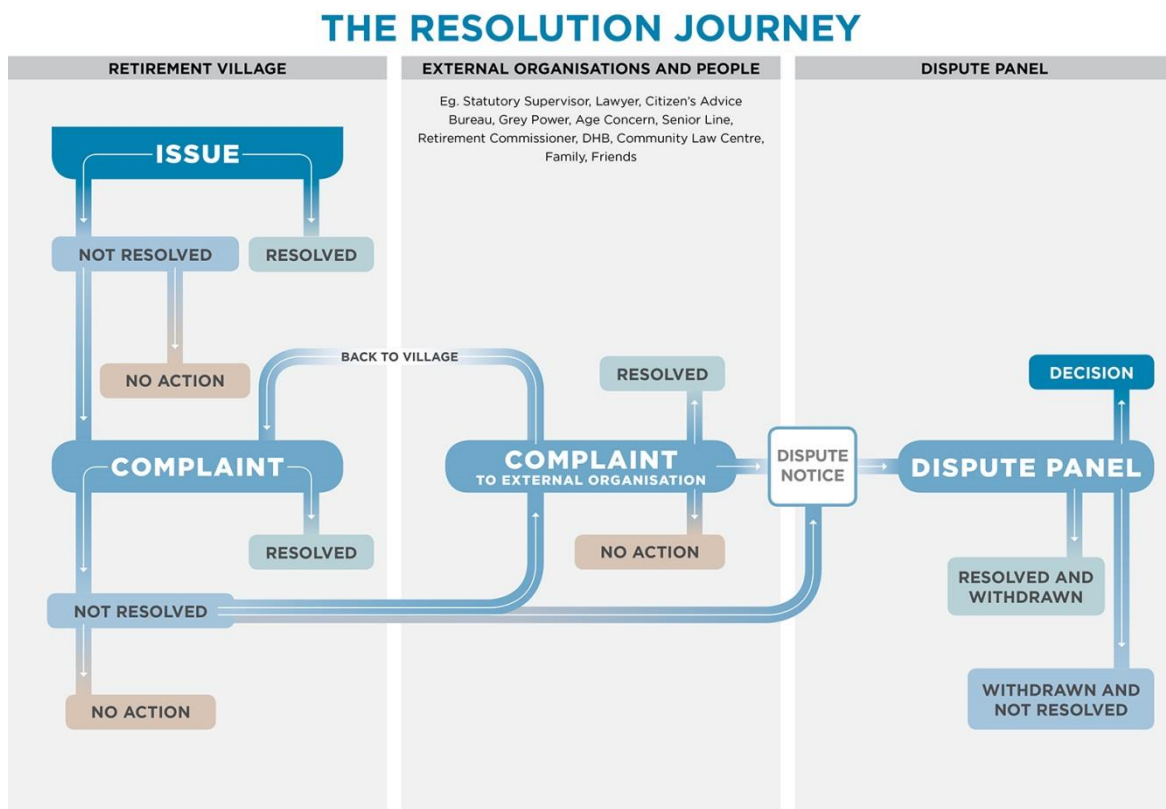 THE RESOLUTION JOURNEY
RETIREMENT VILLAGE
EXTERNAL ORGANISATIONS AND PEOPLE
DISPUTE PANEL
Eg. Statutory Supervisor, Lawyer, Citizen's Advice
Bureau, Grey Power, Age Concern, Senior Line,
Retirement Commissioner, DHB, Community Law Centre,
Family, Friends
ISSUE
NOT RESOLVED
RESOLVED
NO ACTION
BACK TO VILLAGE
RESOLVED
DECISION
COMPLAINT
COMPLAINT
TO EXTERNAL ORGANISATION
DISPUTE
NOTICE
DISPUTE PANEL
RESOLVED
NO ACTION
RESOLVED AND
WITHDRAWN
NOT RESOLVED
NO ACTION
WITHDRAWN AND
NOT RESOLVED